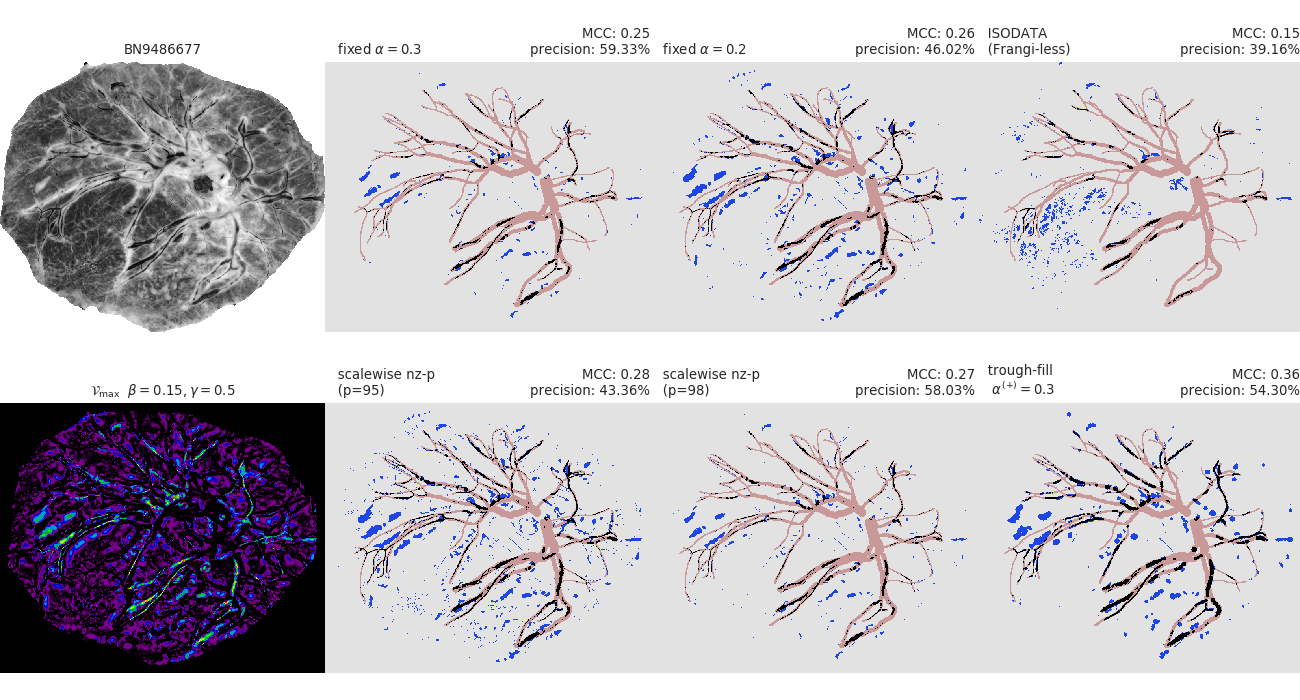 BN9486677
fixed α = 0.3
MCC: 0.25
precision: 59.33%
fixed α = 0.2
MCC: 0.26
precision: 46.02%
ISODATA
(Frangi-less)
MCC: 0.15
precision: 39.16%
𝒱max β = 0.15, γ = 0.5
scalewise nz-p
(p=95)
MCC: 0.28
precision: 43.36%
scalewise nz-p
(p=98)
MCC: 0.27
precision: 58.03%
trough-fill
α⁽⁺⁾ = 0.3
MCC: 0.36
precision: 54.30%